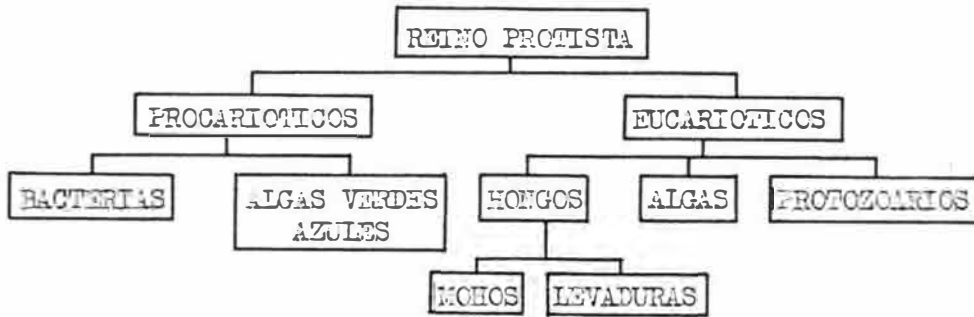 REINO PROTISTA
PROCARIOTICOS
EUCARIOTICOS
BACTERIAS
ALGAS VERDES
AZULES
HONGOS
ALGAS
PROTOZOARIOS
MOHOS
LEVADURAS